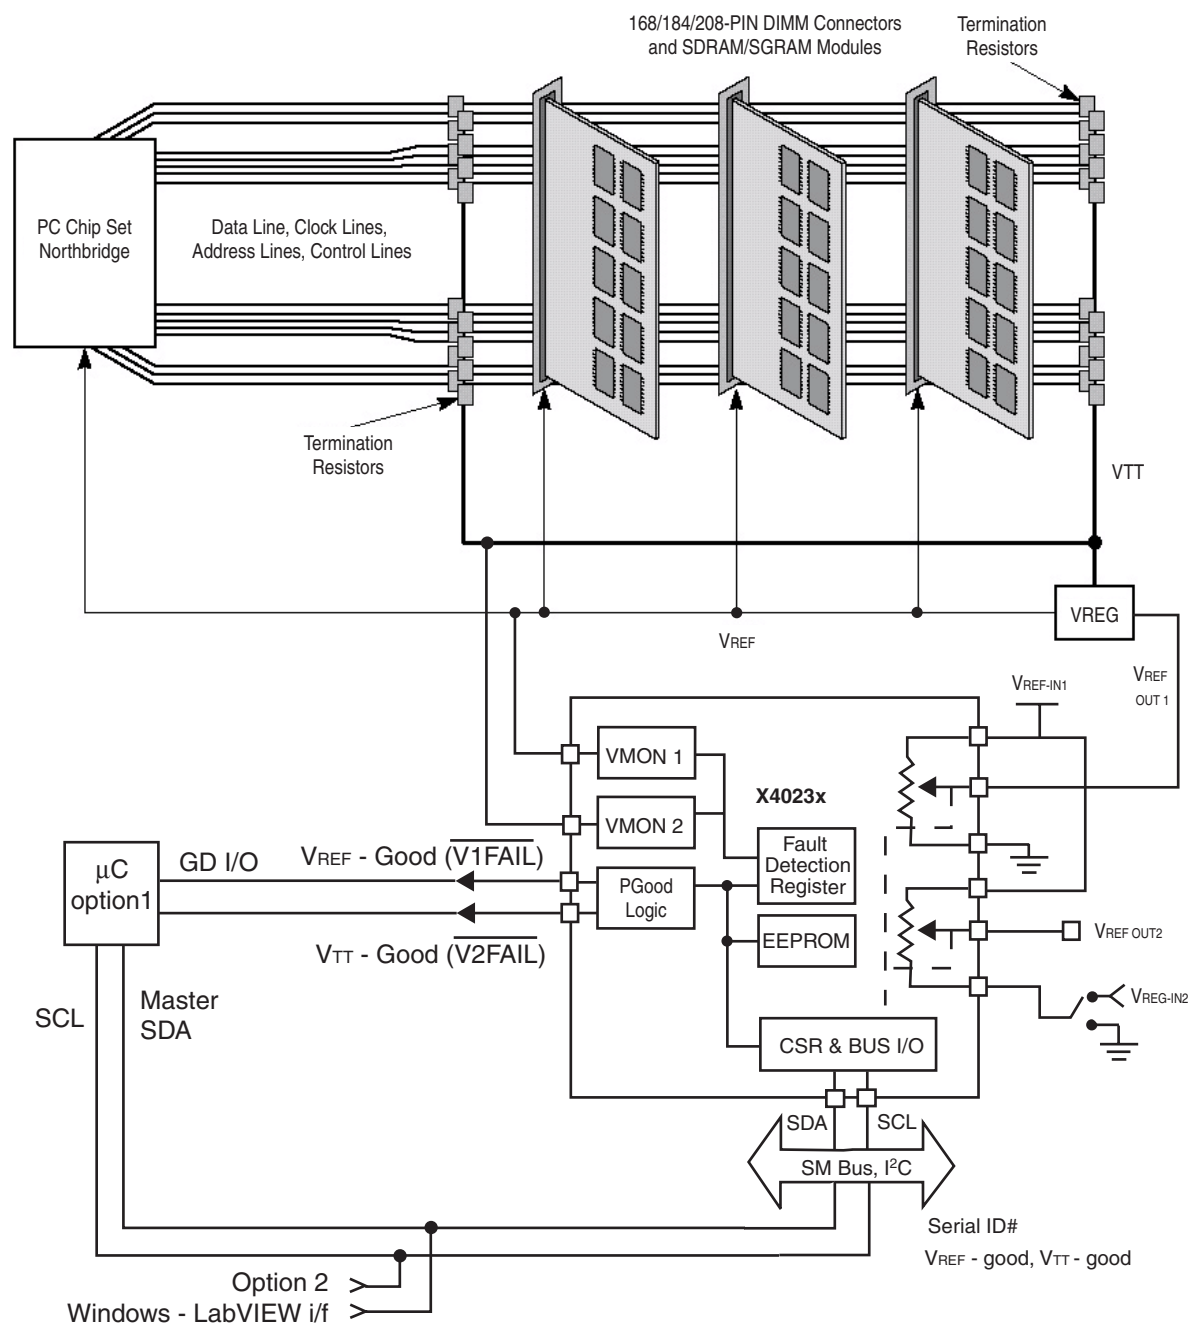 168/184/208-PIN DIMM Connectors
and SDRAM/SGRAM Modules
Termination
Resistors
PC Chip Set
Northbridge
Data Line, Clock Lines,
Address Lines, Control Lines
Termination
Resistors
VTT
VREG
VREF
VREF
OUT 1
VREF-IN1
VMON 1
X4023x
VMON 2
Fault
Detection
Register
μC
option1
GD I/O
VREF - Good (V1FAIL)
PGood
Logic
VTT - Good (V2FAIL)
EEPROM
VREF OUT2
SCL
Master
SDA
VREG-IN2
CSR & BUS I/O
SDA
SCL
SM Bus, I²C
Serial ID#
VREF - good, VTT - good
Option 2
Windows - LabVIEW i/f